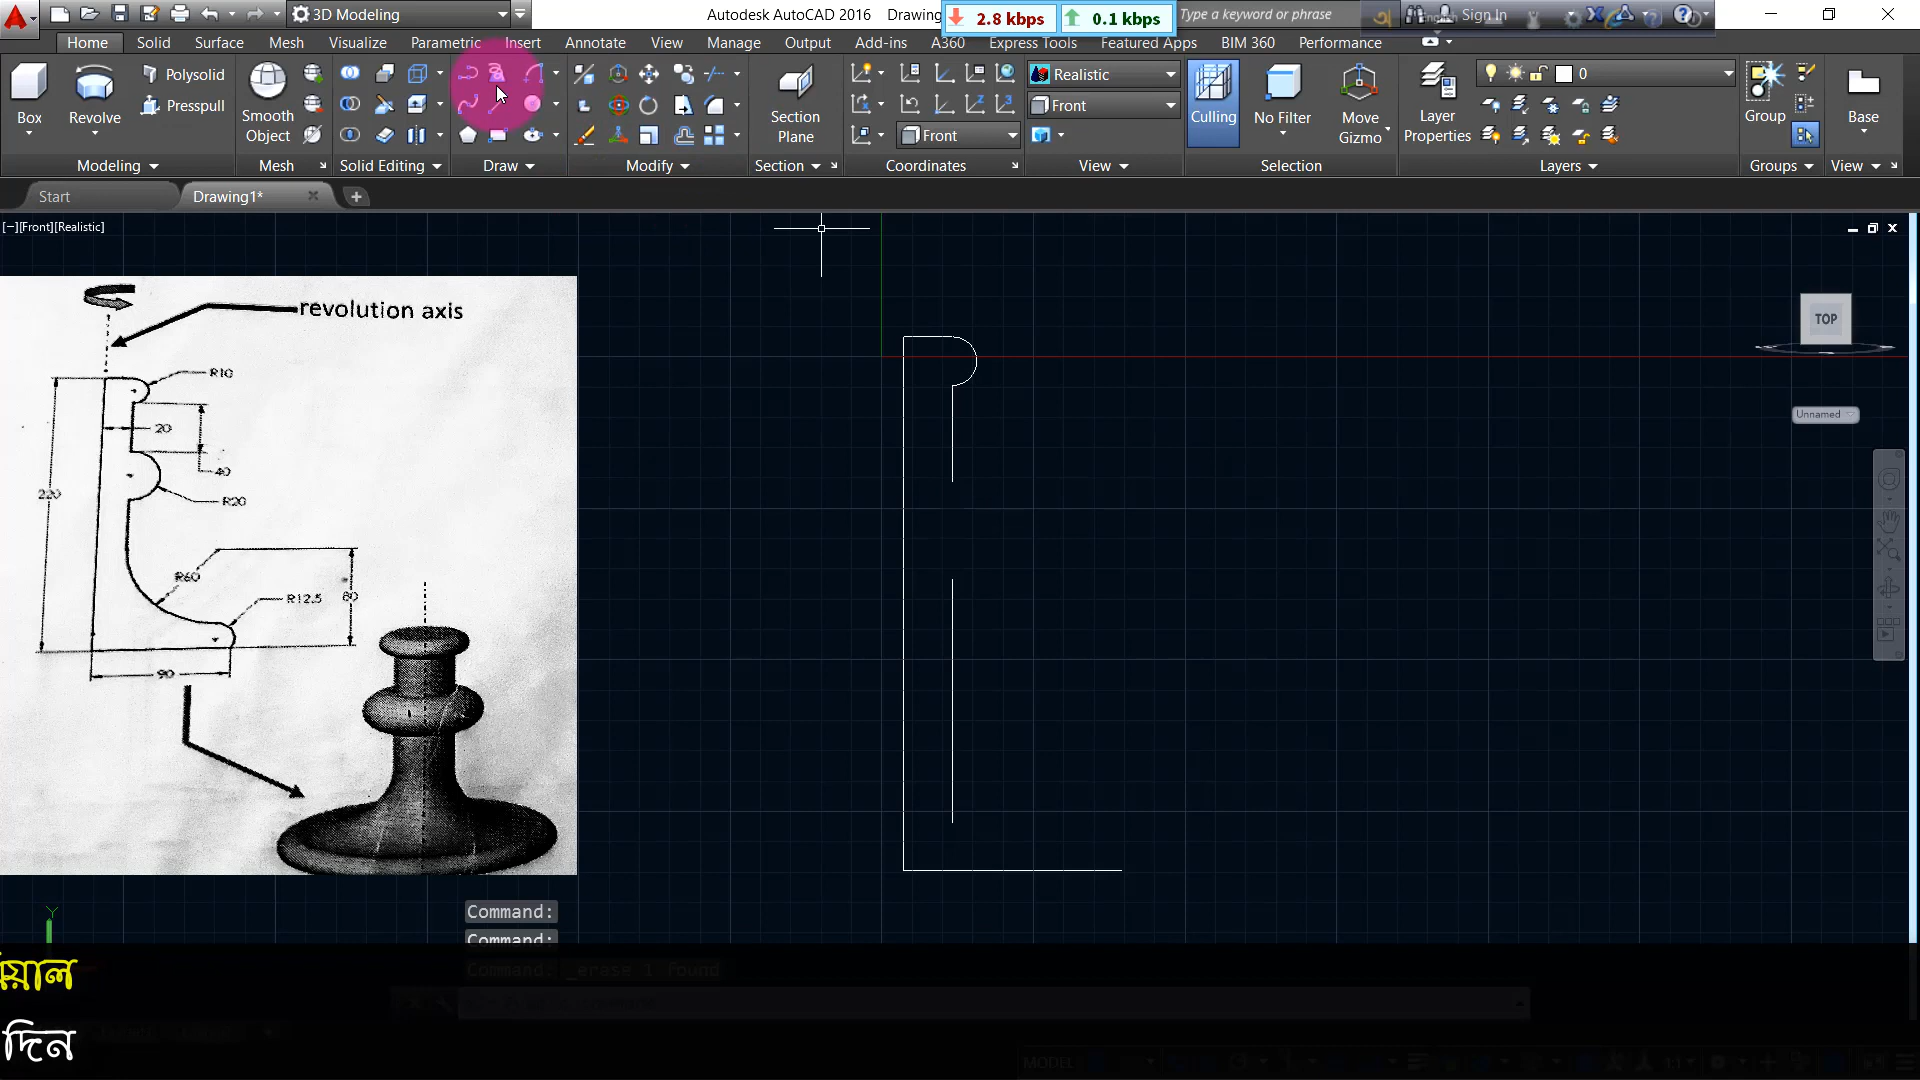 3D Modeling
Autodesk AutoCAD 2016
Drawing
2.8 kbps
0.1 kbps
Type a keyword or phrase
Sign In
Home
Solid
Surface
Mesh
Visualize
Parametric
Insert
Annotate
View
Manage
Output
Add-ins
A360
Express Tools
Featured Apps
BIM 360
Performance
Box
Revolve
Polysolid
Presspull
Smooth Object
Section Plane
Front
Realistic
Front
Culling
No Filter
Move Gizmo
Layer Properties
0
Group
Base
Modeling
Mesh
Solid Editing
Draw
Modify
Section
Coordinates
View
Selection
Layers
Groups
View
Start
Drawing1*
[−][Front][Realistic]
TOP
Unnamed
revolution axis
R10
20
40
220
R20
R60
R12.5
80
90
Y
Command:
Command:
Command: _erase 1 found
য়াল
দিন
MODEL
1:1